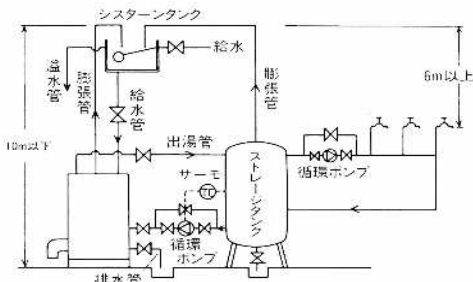 シスターンタンク
給水
溢水管
膨張管
給水管
膨張管
6m以上
10m以下
出湯管
サーモ
TC
ストレージタンク
循環ポンプ
循環
ポンプ
排水管